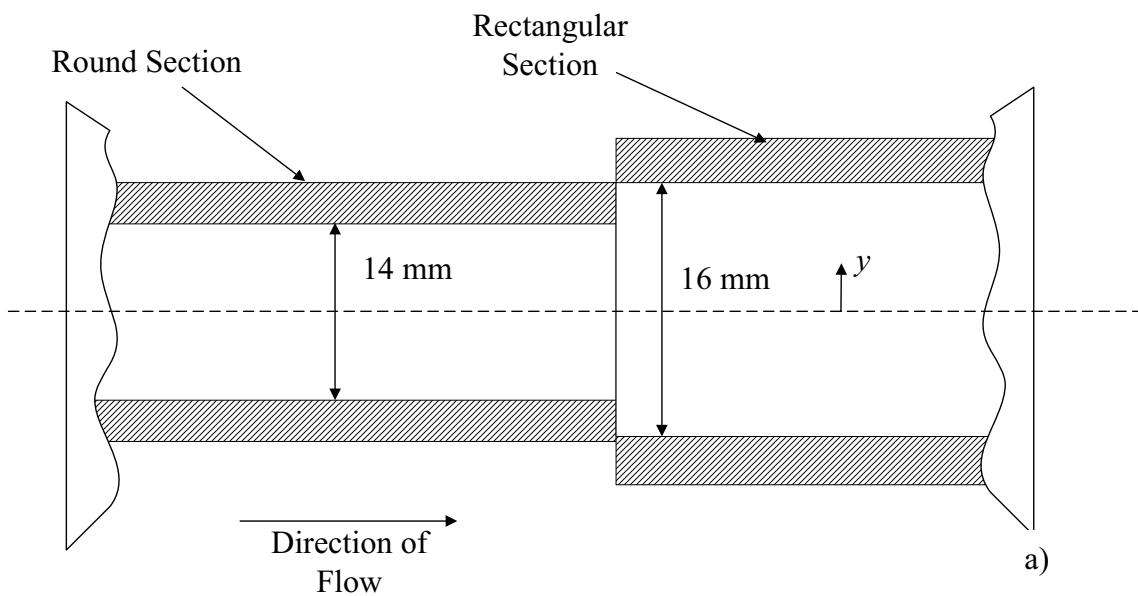 Rectangular
Section
Round Section
14 mm
16 mm
y
Direction of
Flow
a)